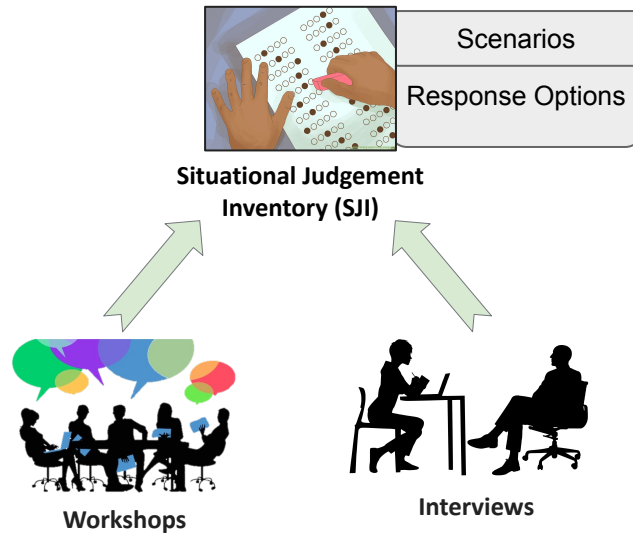 Scenarios
Response Options
Situational Judgement
Inventory (SJI)
Workshops
Interviews